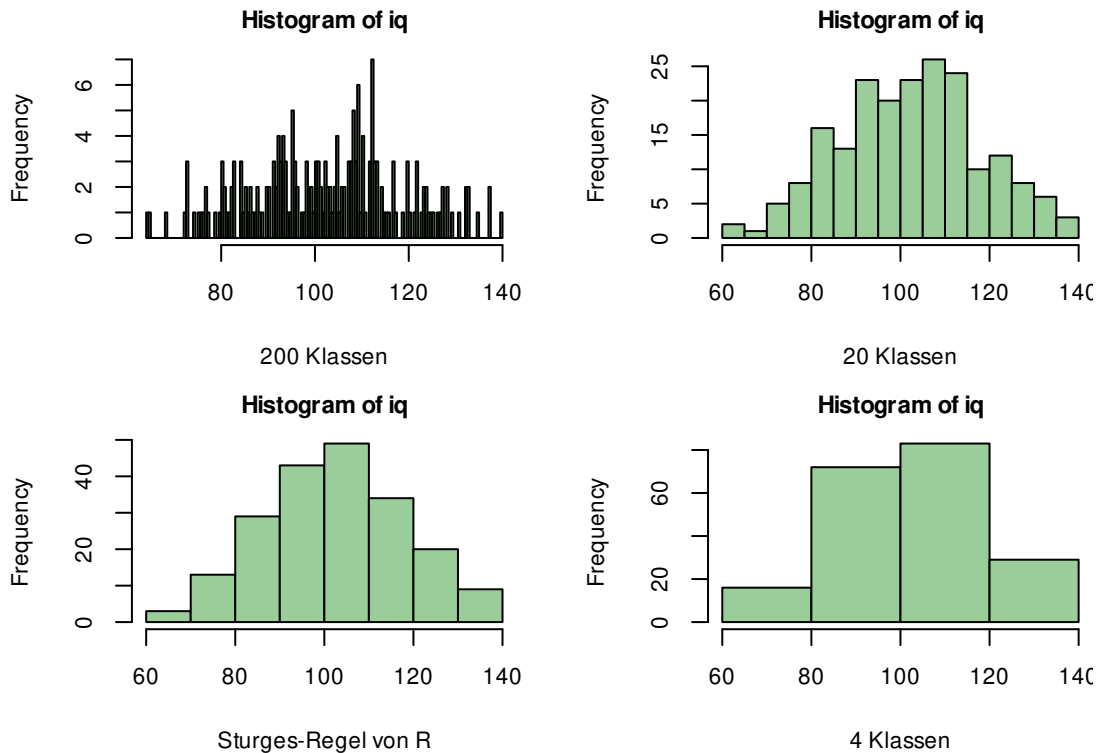 Histogram of iq
Frequency
0 2 4 6
80 100 120 140
200 Klassen
Histogram of iq
Frequency
0 5 15 25
60 80 100 120 140
20 Klassen
Histogram of iq
Frequency
0 20 40
60 80 100 120 140
Sturges-Regel von R
Histogram of iq
Frequency
0 20 60
60 80 100 120 140
4 Klassen